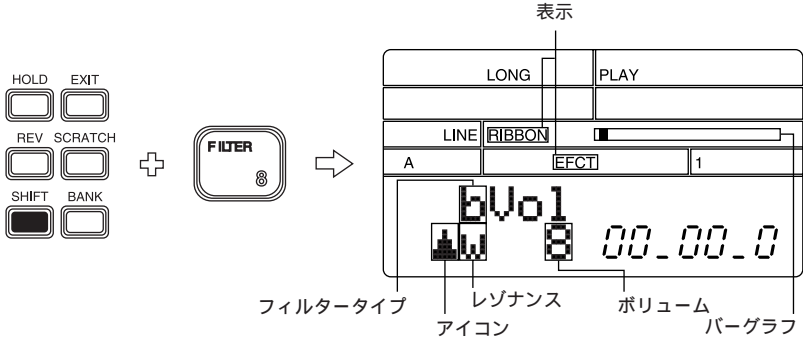 表示
HOLD EXIT
REV SCRATCH
SHIFT BANK
FILTER
8
LONG PLAY
LINE RIBBON
A EFCT 1
bVol
W 8 00_00_0
フィルタータイプ
アイコン
レゾナンス
ボリューム
バーグラフ